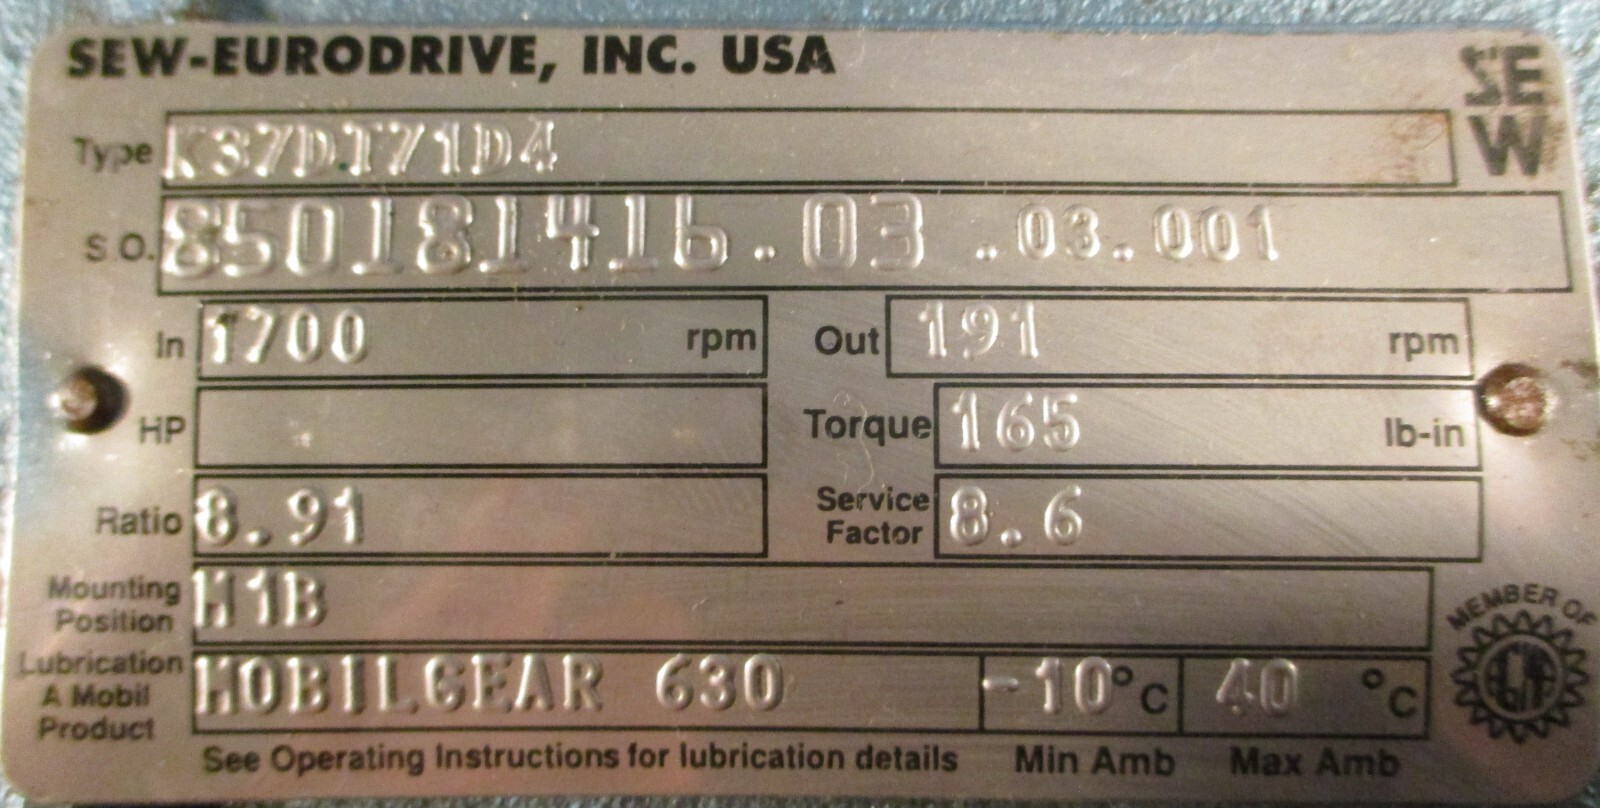 SEW-EURODRIVE, INC. USA
SEW
Type K37DT71D4
S.O. 850181416.03.03.001
In 1700 rpm Out 191 rpm
HP Torque 165 lb-in
Ratio 8.91 Service Factor 8.6
Mounting Position M1B
Lubrication A Mobil Product MOBILGEAR 630 -10°C 40 °C
See Operating Instructions for lubrication details Min Amb Max Amb
MEMBER OF